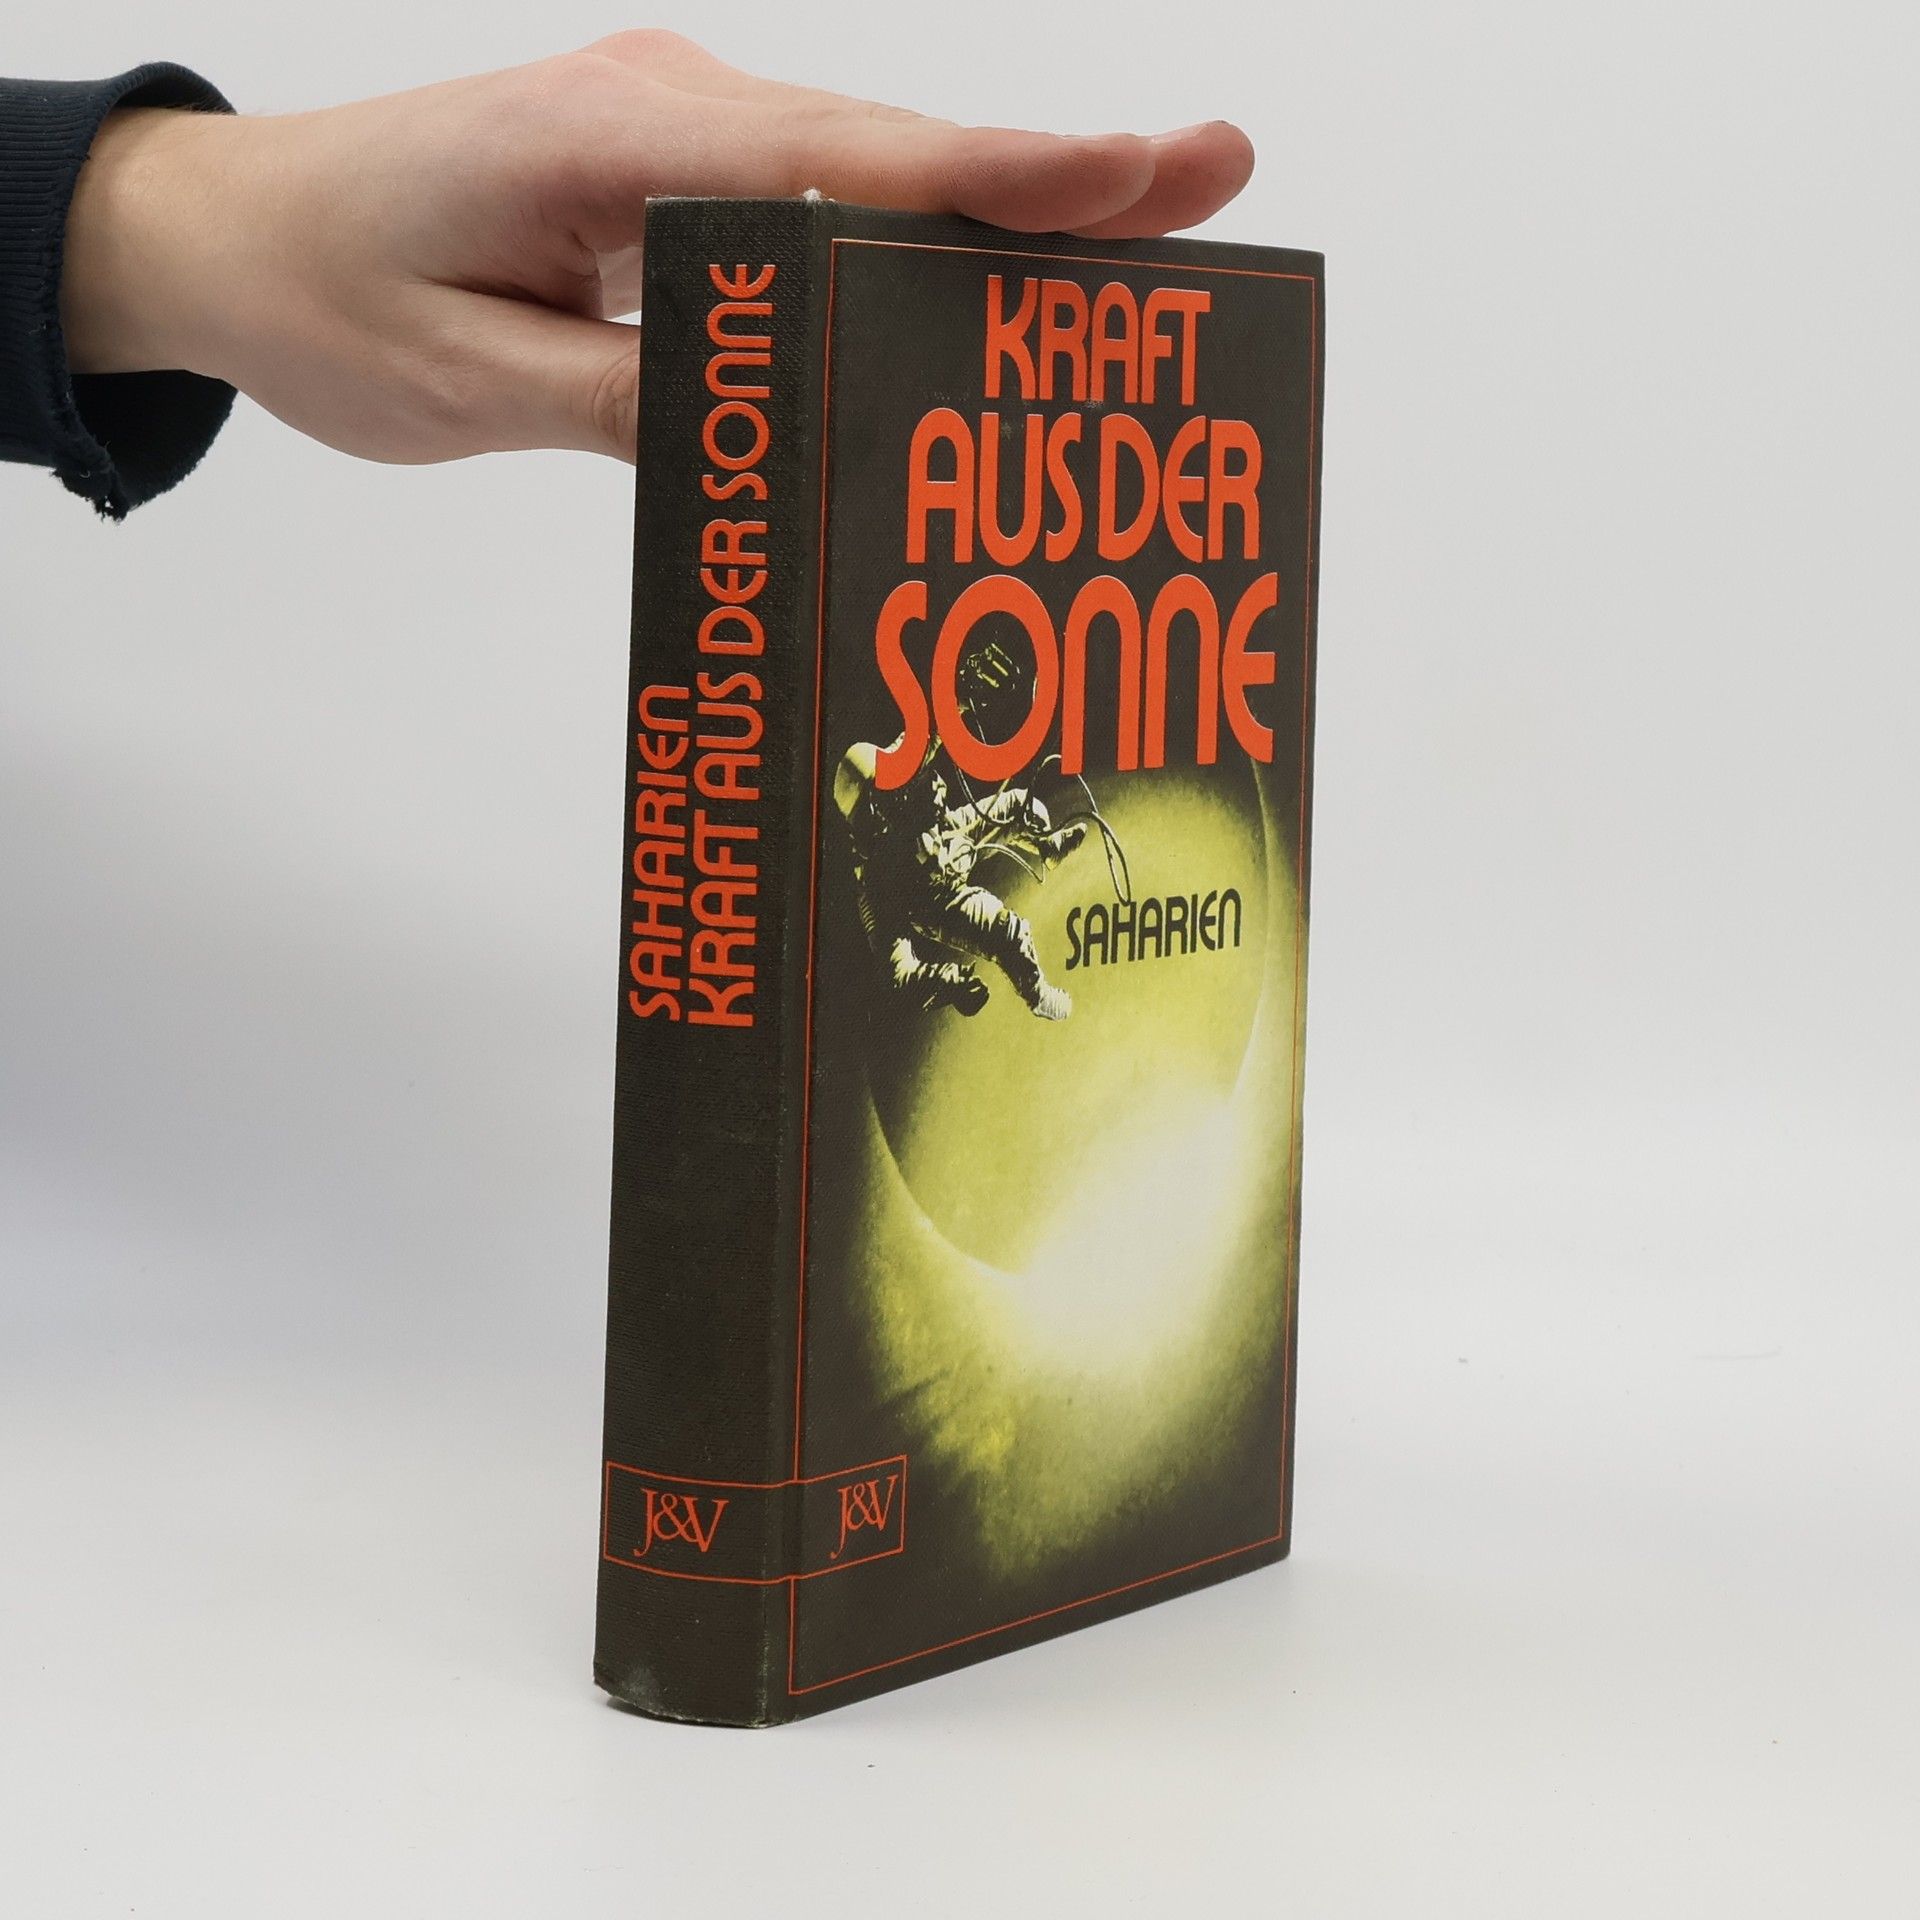 SAHARIEN
KRAFT AUS DER SONNE
J&V
KRAFT
AUS DER
SONNE
SAHARIEN
J&V